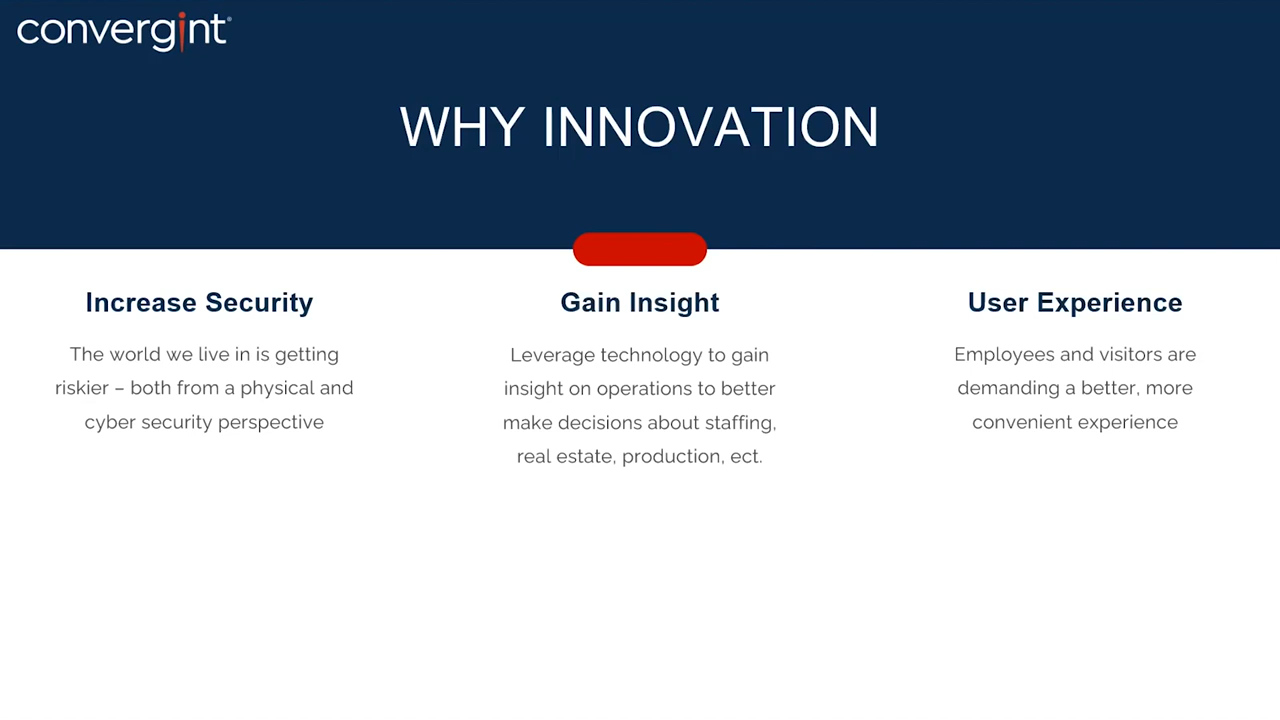 convergint®
WHY INNOVATION
Increase Security
The world we live in is getting
riskier – both from a physical and
cyber security perspective
Gain Insight
Leverage technology to gain
insight on operations to better
make decisions about staffing,
real estate, production, ect.
User Experience
Employees and visitors are
demanding a better, more
convenient experience